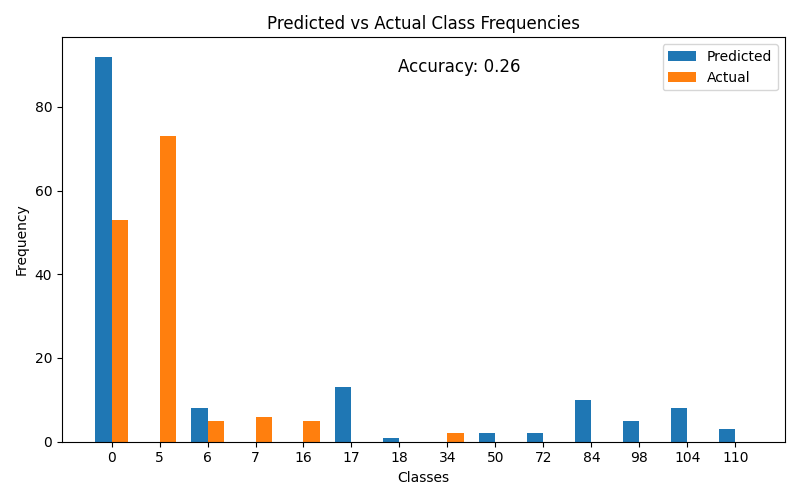 Predicted vs Actual Class Frequencies
Accuracy: 0.26
Predicted
Actual
Frequency
80
60
40
20
0
0 5 6 7 16 17 18 34 50 72 84 98 104 110
Classes